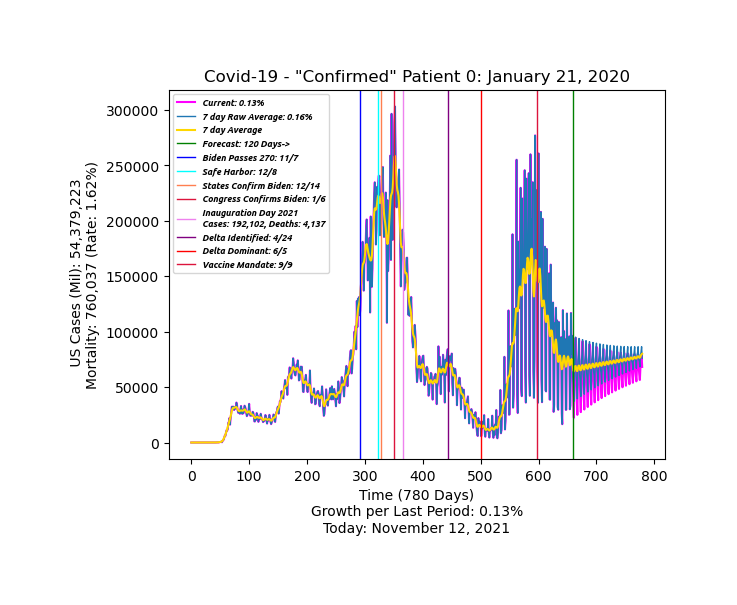 Covid-19 - "Confirmed" Patient 0: January 21, 2020
Current: 0.13%
7 day Raw Average: 0.16%
7 day Average
Forecast: 120 Days->
Biden Passes 270: 11/7
Safe Harbor: 12/8
States Confirm Biden: 12/14
Congress Confirms Biden: 1/6
Inauguration Day 2021
Cases: 192,102, Deaths: 4,137
Delta Identified: 4/24
Delta Dominant: 6/5
Vaccine Mandate: 9/9
US Cases (Mil): 54,379,223
Mortality: 760,037 (Rate: 1.62%)
300000
250000
200000
150000
100000
50000
0
0 100 200 300 400 500 600 700 800
Time (780 Days)
Growth per Last Period: 0.13%
Today: November 12, 2021